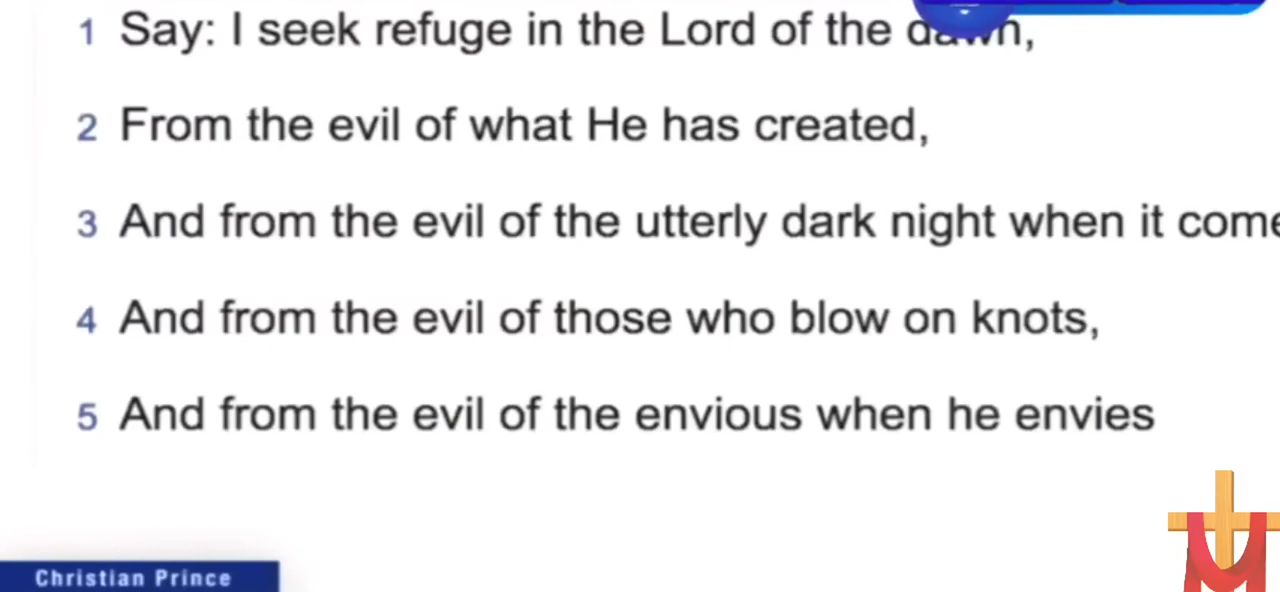 1 Say: I seek refuge in the Lord of the dawn,
2 From the evil of what He has created,
3 And from the evil of the utterly dark night when it come
4 And from the evil of those who blow on knots,
5 And from the evil of the envious when he envies
Christian Prince